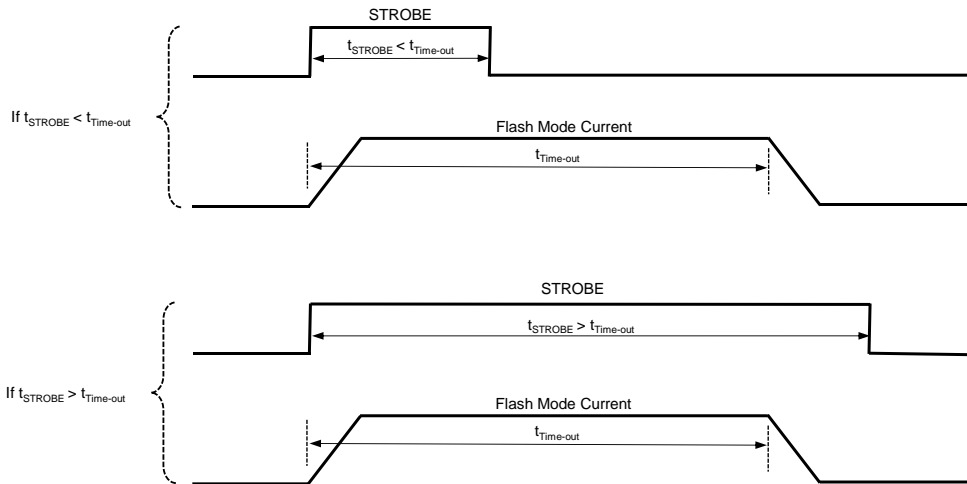 STROBE
tSTROBE < tTime-out
If tSTROBE < tTime-out
Flash Mode Current
tTime-out
STROBE
tSTROBE > tTime-out
If tSTROBE > tTime-out
Flash Mode Current
tTime-out